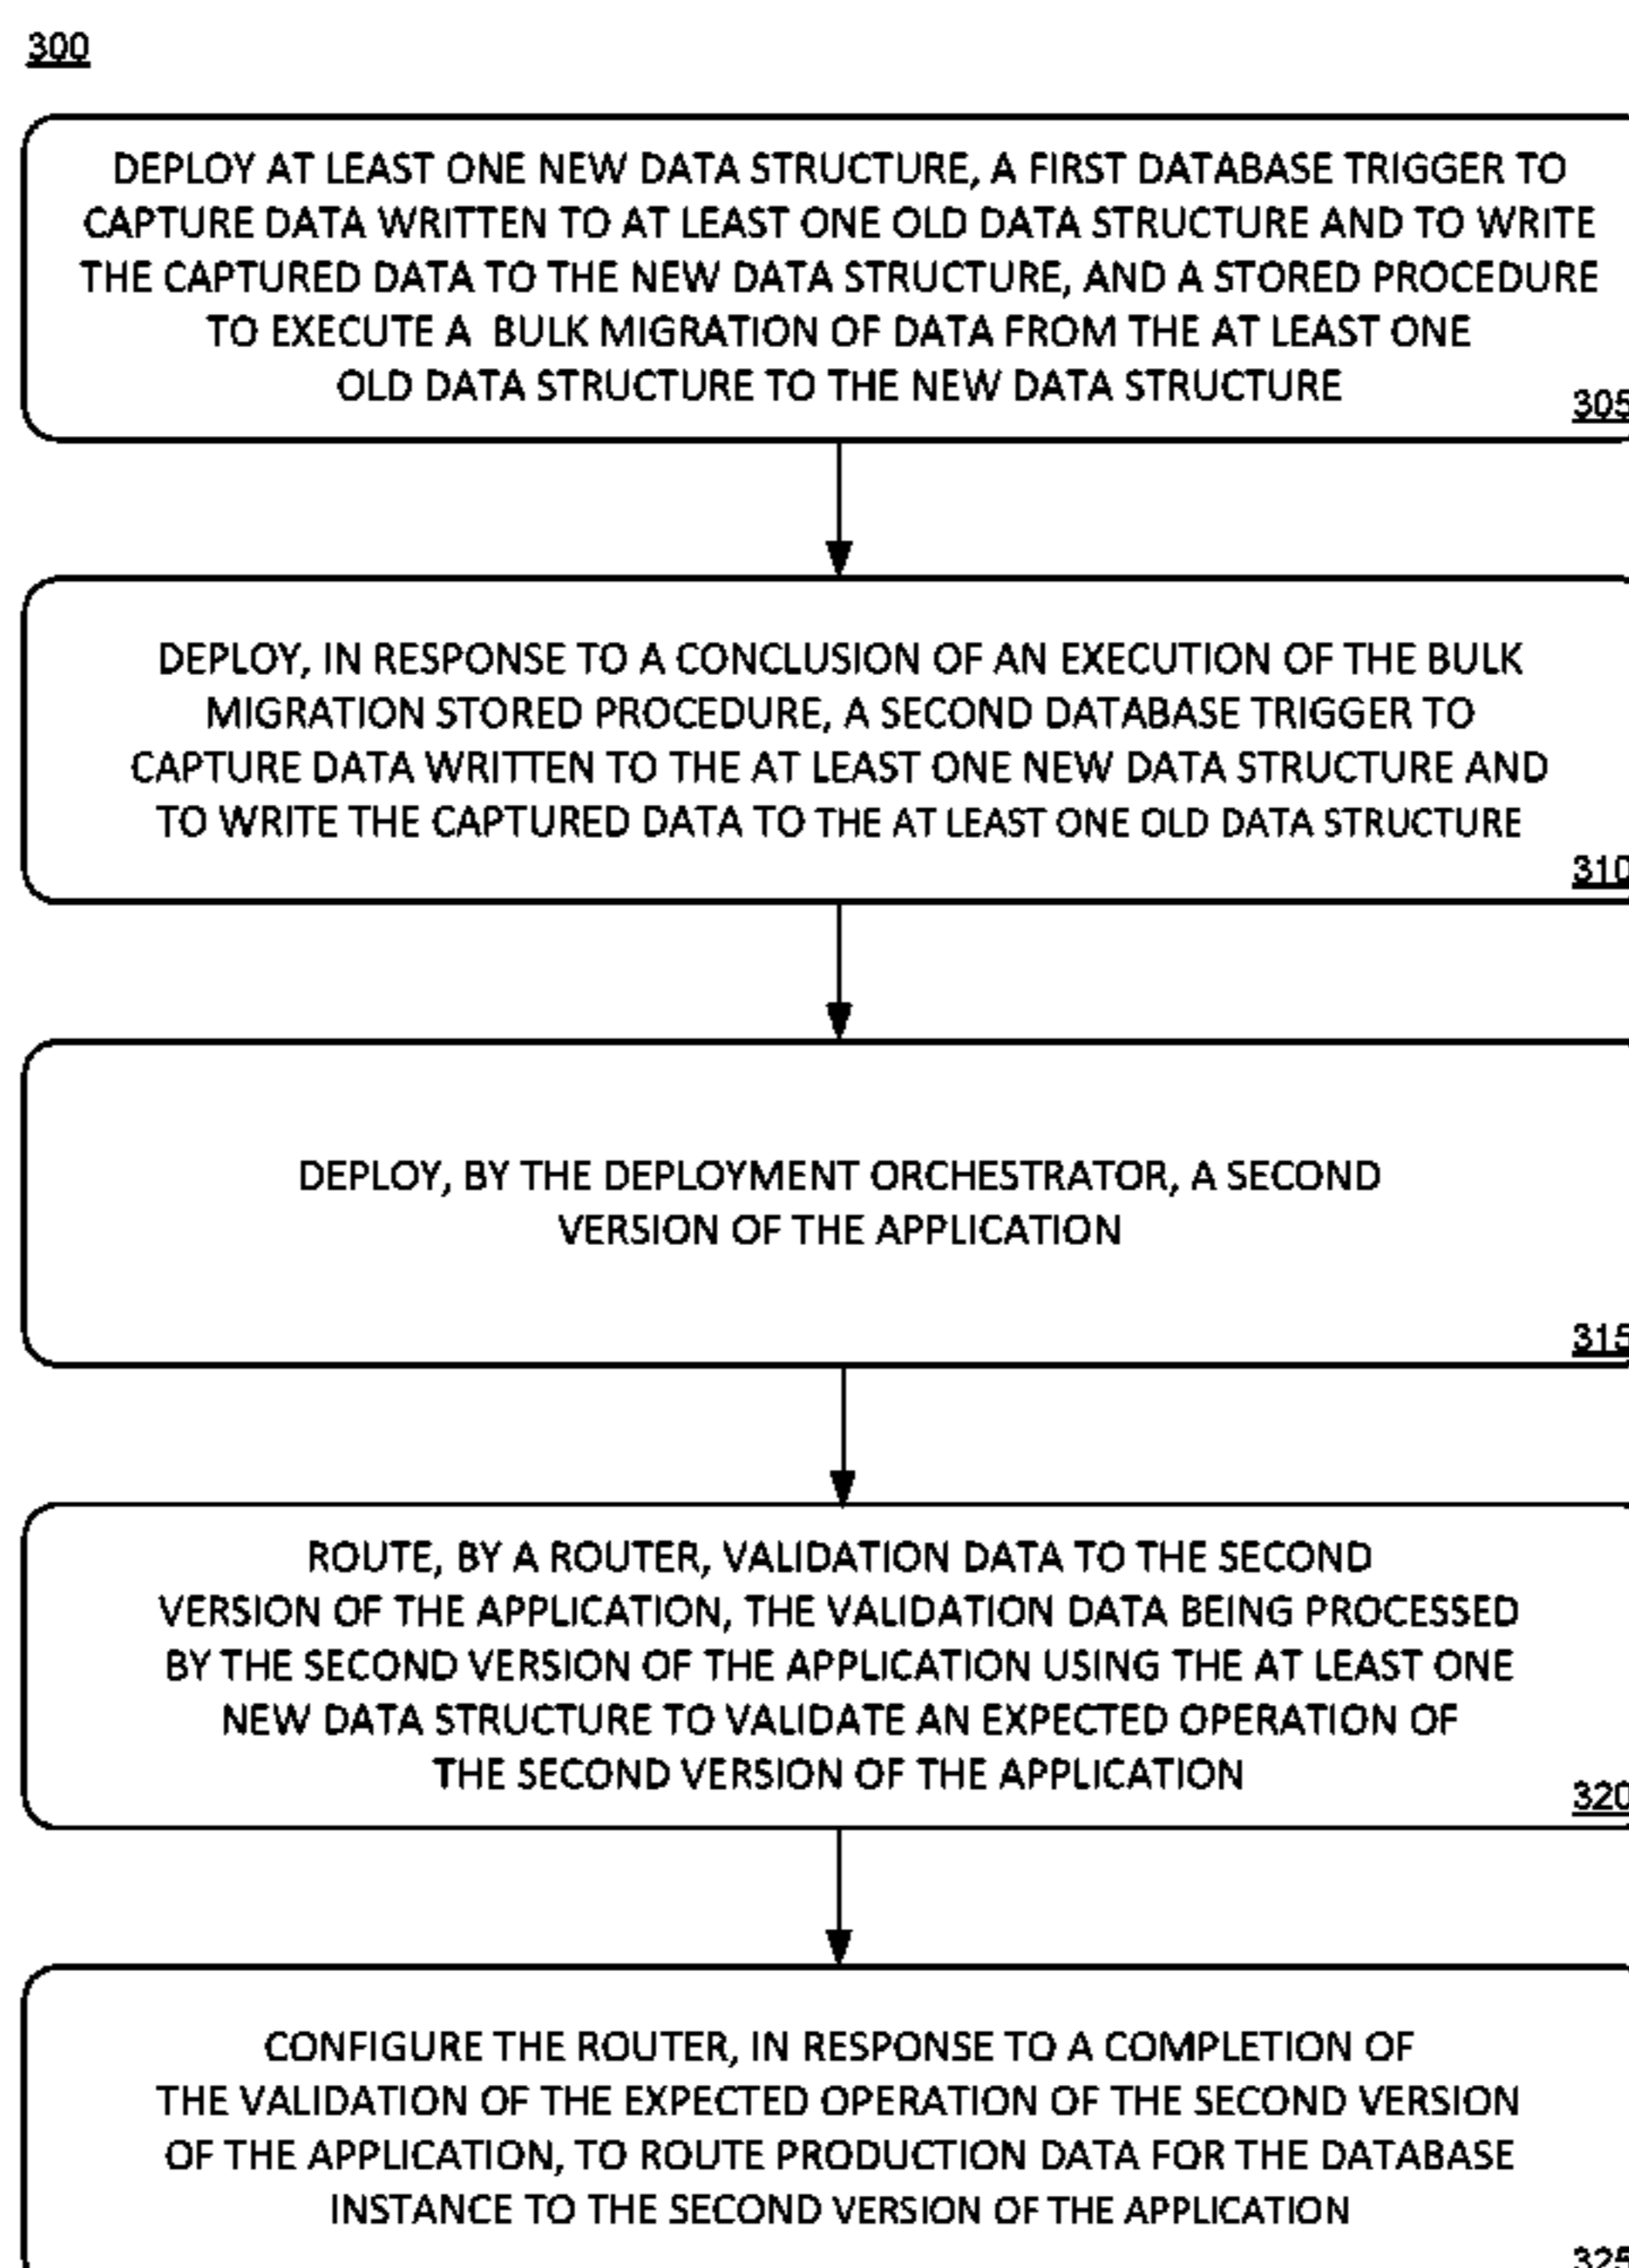 300
DEPLOY AT LEAST ONE NEW DATA STRUCTURE, A FIRST DATABASE TRIGGER TO
CAPTURE DATA WRITTEN TO AT LEAST ONE OLD DATA STRUCTURE AND TO WRITE
THE CAPTURED DATA TO THE NEW DATA STRUCTURE, AND A STORED PROCEDURE
TO EXECUTE A BULK MIGRATION OF DATA FROM THE AT LEAST ONE
OLD DATA STRUCTURE TO THE NEW DATA STRUCTURE
305
DEPLOY, IN RESPONSE TO A CONCLUSION OF AN EXECUTION OF THE BULK
MIGRATION STORED PROCEDURE, A SECOND DATABASE TRIGGER TO
CAPTURE DATA WRITTEN TO THE AT LEAST ONE NEW DATA STRUCTURE AND
TO WRITE THE CAPTURED DATA TO THE AT LEAST ONE OLD DATA STRUCTURE
310
DEPLOY, BY THE DEPLOYMENT ORCHESTRATOR, A SECOND
VERSION OF THE APPLICATION
315
ROUTE, BY A ROUTER, VALIDATION DATA TO THE SECOND
VERSION OF THE APPLICATION, THE VALIDATION DATA BEING PROCESSED
BY THE SECOND VERSION OF THE APPLICATION USING THE AT LEAST ONE
NEW DATA STRUCTURE TO VALIDATE AN EXPECTED OPERATION OF
THE SECOND VERSION OF THE APPLICATION
320
CONFIGURE THE ROUTER, IN RESPONSE TO A COMPLETION OF
THE VALIDATION OF THE EXPECTED OPERATION OF THE SECOND VERSION
OF THE APPLICATION, TO ROUTE PRODUCTION DATA FOR THE DATABASE
INSTANCE TO THE SECOND VERSION OF THE APPLICATION
325